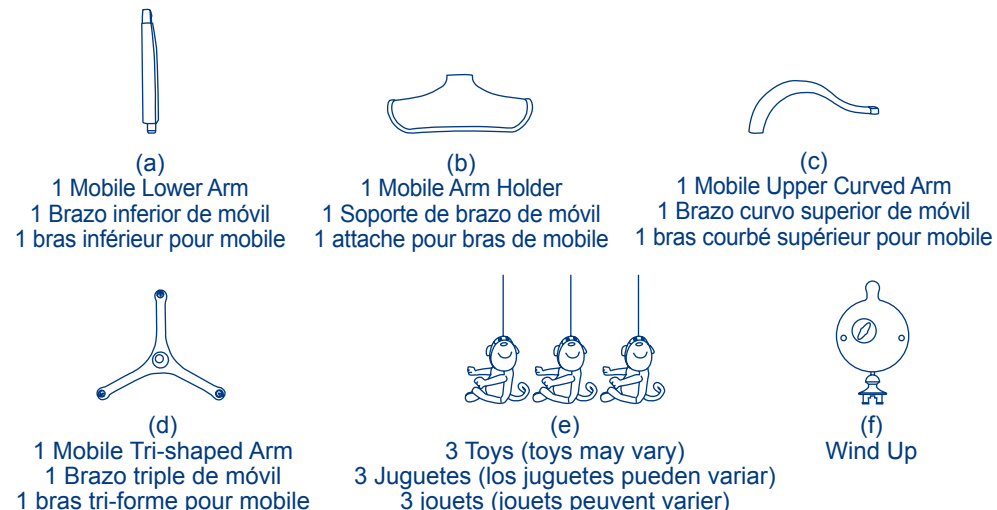 (a)
1 Mobile Lower Arm
1 Brazo inferior de móvil
1 bras inférieur pour mobile
(b)
1 Mobile Arm Holder
1 Soporte de brazo de móvil
1 attache pour bras de mobile
(c)
1 Mobile Upper Curved Arm
1 Brazo curvo superior de móvil
1 bras courbé supérieur pour mobile
(d)
1 Mobile Tri-shaped Arm
1 Brazo triple de móvil
1 bras tri-forme pour mobile
(e)
3 Toys (toys may vary)
3 Juguetes (los juguetes pueden variar)
3 jouets (jouets peuvent varier)
(f)
Wind Up